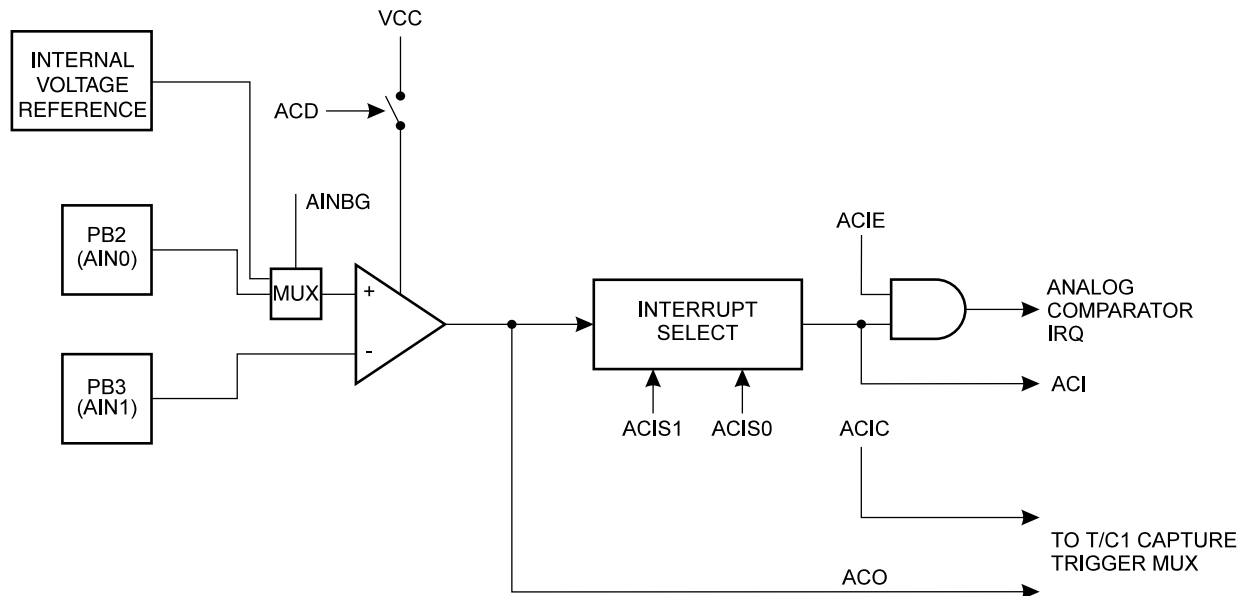 VCC
INTERNAL
VOLTAGE
REFERENCE
ACD
AINBG
PB2
(AIN0)
MUX
+
-
PB3
(AIN1)
INTERRUPT
SELECT
ACIS1 ACIS0
ACIE
ANALOG
COMPARATOR
IRQ
ACI
ACIC
TO T/C1 CAPTURE
TRIGGER MUX
ACO